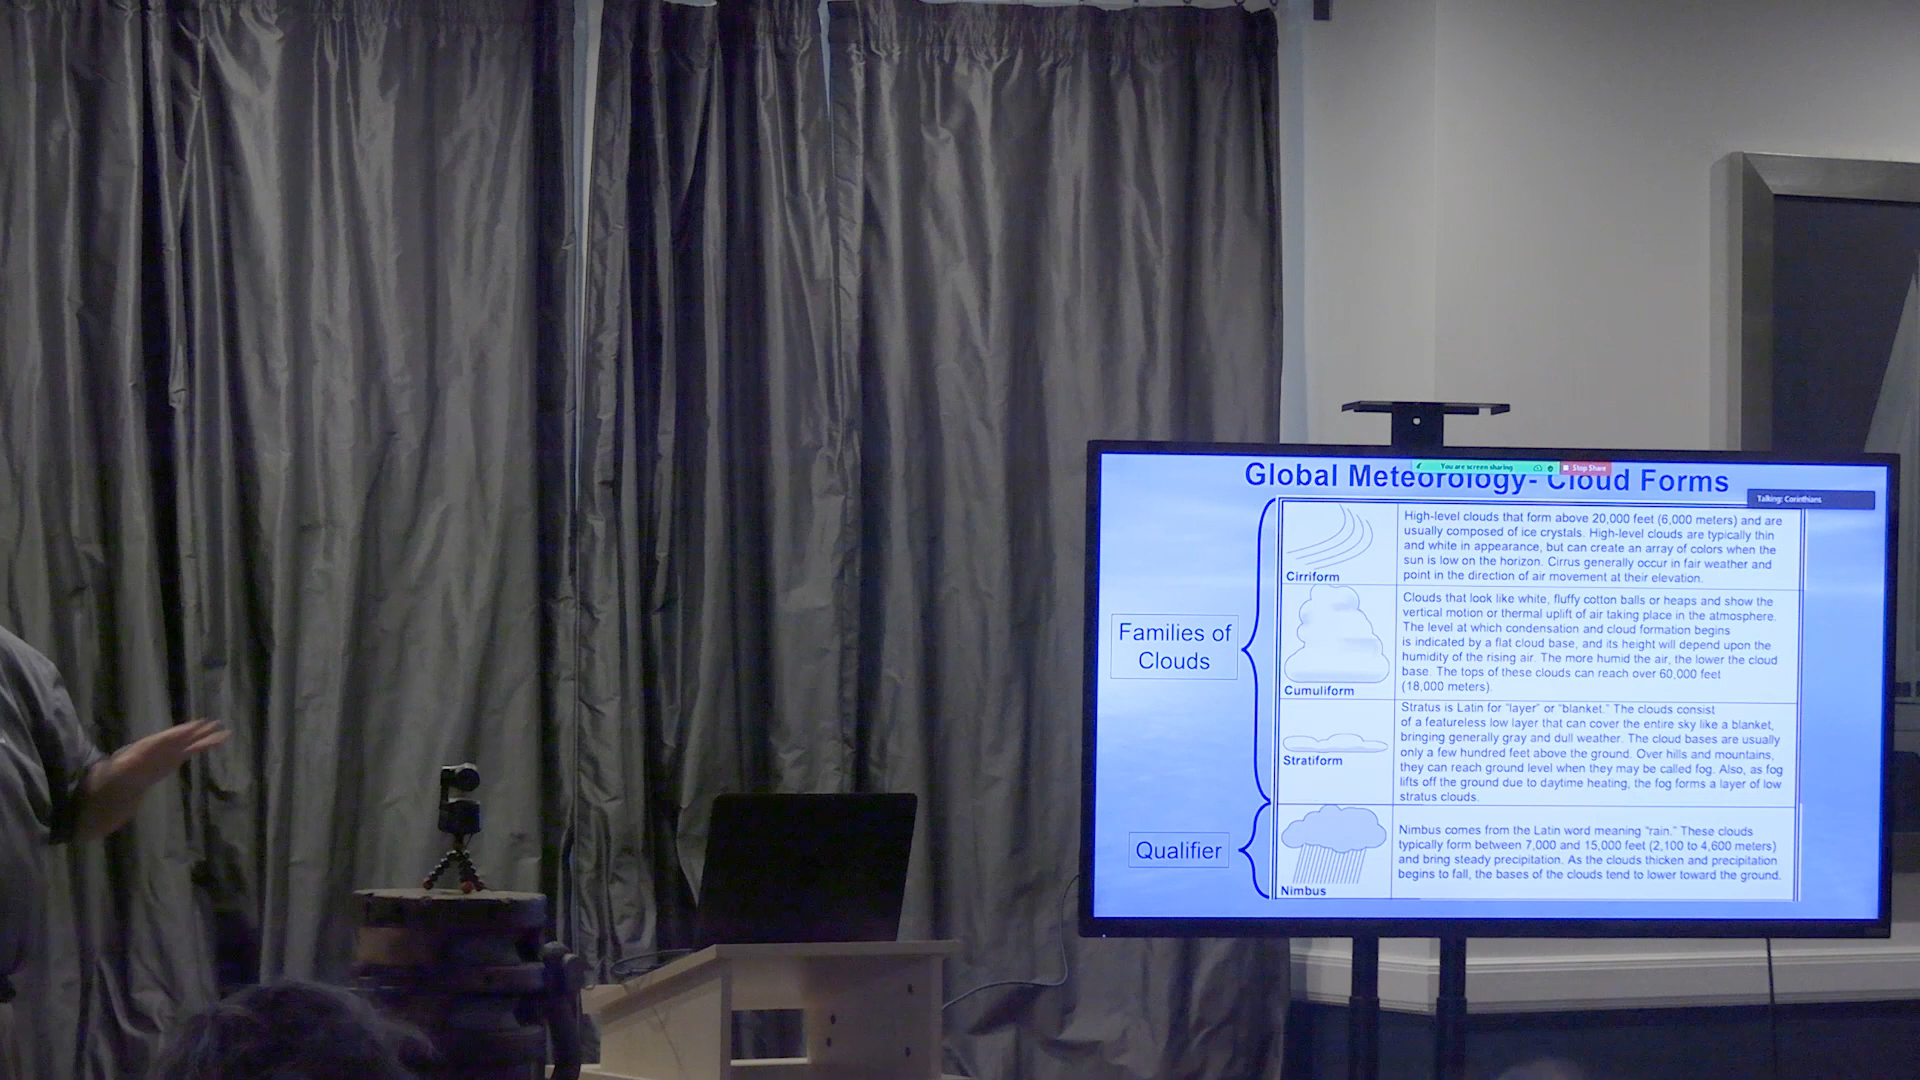 You are screen sharing
Stop Share
Global Meteorology- Cloud Forms
Talking: Corinthians
Families of
Clouds
Cirriform
High-level clouds that form above 20,000 feet (6,000 meters) and are
usually composed of ice crystals. High-level clouds are typically thin
and white in appearance, but can create an array of colors when the
sun is low on the horizon. Cirrus generally occur in fair weather and
point in the direction of air movement at their elevation.
Cumuliform
Clouds that look like white, fluffy cotton balls or heaps and show the
vertical motion or thermal uplift of air taking place in the atmosphere.
The level at which condensation and cloud formation begins
is indicated by a flat cloud base, and its height will depend upon the
humidity of the rising air. The more humid the air, the lower the cloud
base. The tops of these clouds can reach over 60,000 feet
(18,000 meters).
Stratiform
Stratus is Latin for "layer" or "blanket." The clouds consist
of a featureless low layer that can cover the entire sky like a blanket,
bringing generally gray and dull weather. The cloud bases are usually
only a few hundred feet above the ground. Over hills and mountains,
they can reach ground level when they may be called fog. Also, as fog
lifts off the ground due to daytime heating, the fog forms a layer of low
stratus clouds.
Qualifier
Nimbus
Nimbus comes from the Latin word meaning "rain." These clouds
typically form between 7,000 and 15,000 feet (2,100 to 4,600 meters)
and bring steady precipitation. As the clouds thicken and precipitation
begins to fall, the bases of the clouds tend to lower toward the ground.